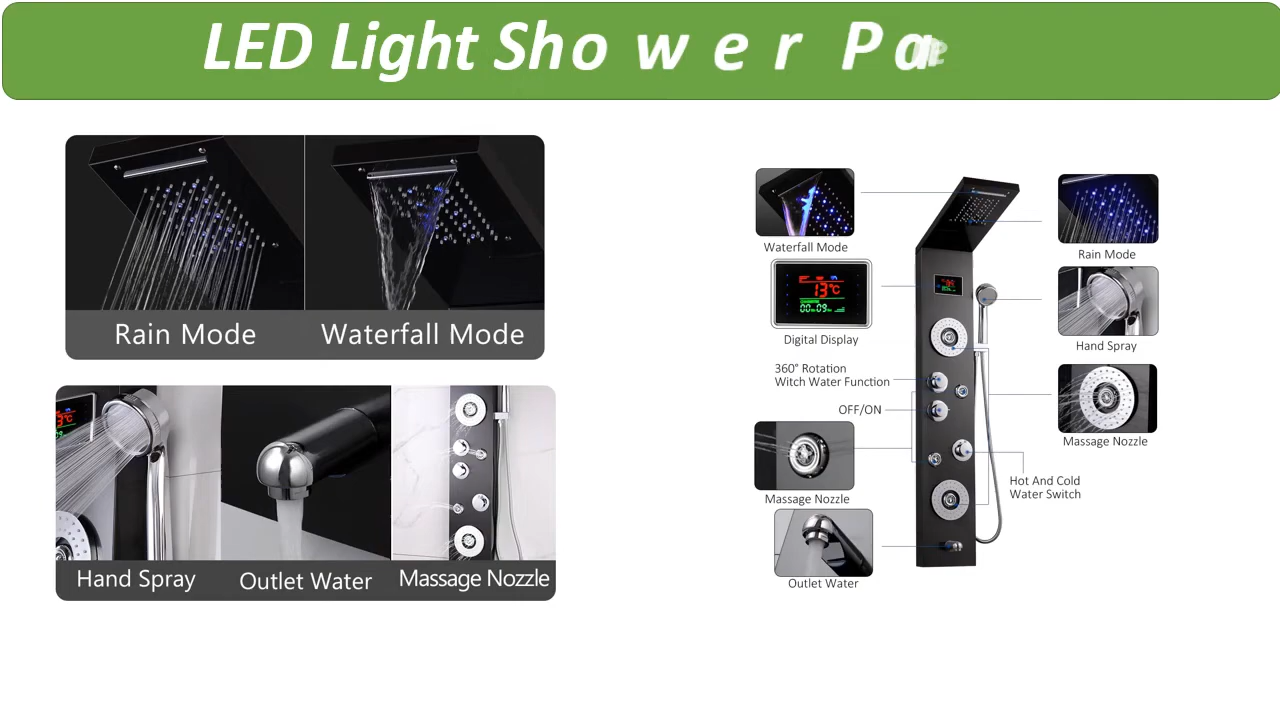 LED Light Shower Pa
Rain Mode
Waterfall Mode
Hand Spray
Outlet Water
Massage Nozzle
Waterfall Mode
Rain Mode
13°C
Digital Display
Hand Spray
360° Rotation
Witch Water Function
OFF/ON
Massage Nozzle
Massage Nozzle
Hot And Cold
Water Switch
Outlet Water